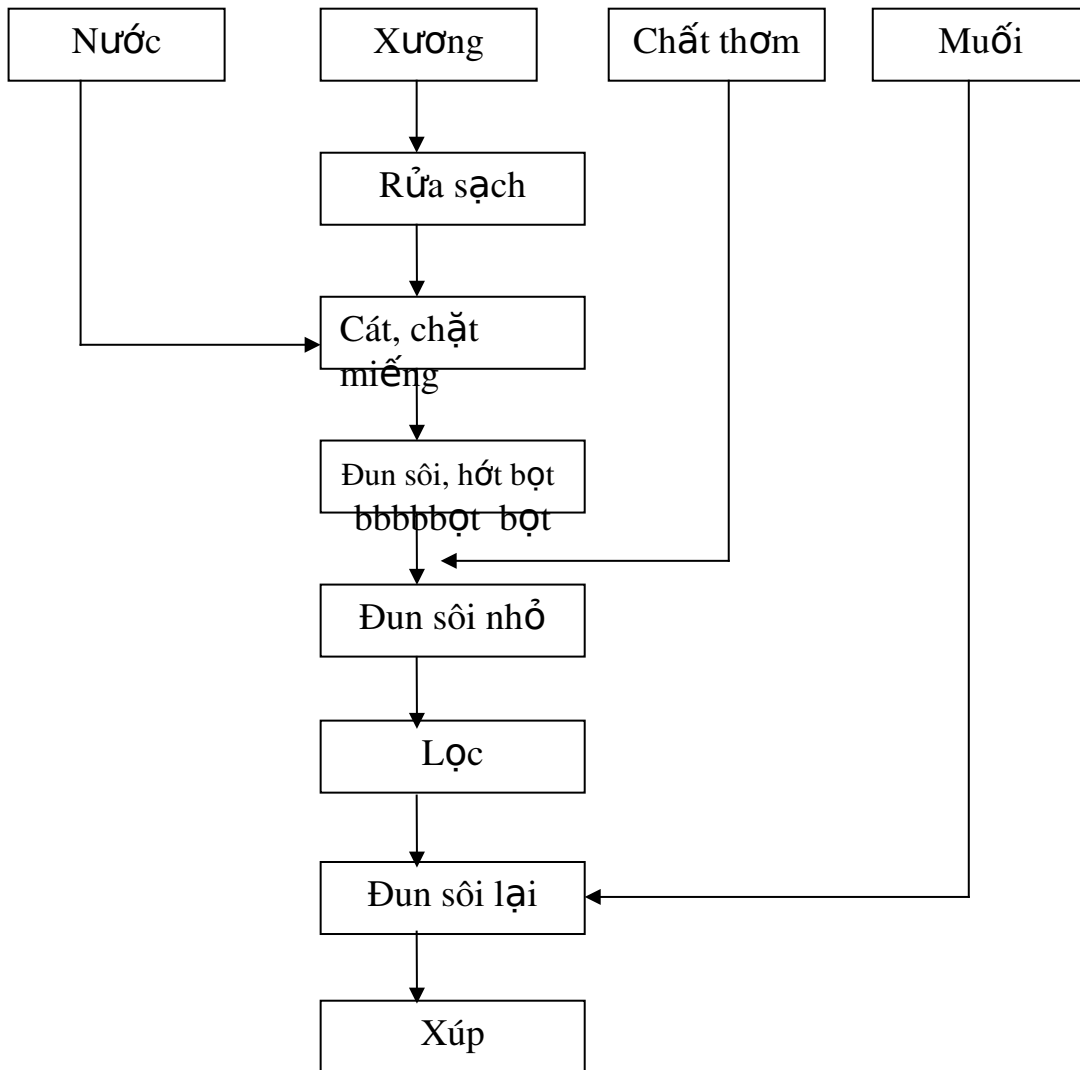 Nước
Xương
Chất thơm
Muối
Rửa sạch
Cát, chặt
miếng
Đun sôi, hớt bọt
bbbbbọt bọt
Đun sôi nhỏ
Lọc
Đun sôi lại
Xúp